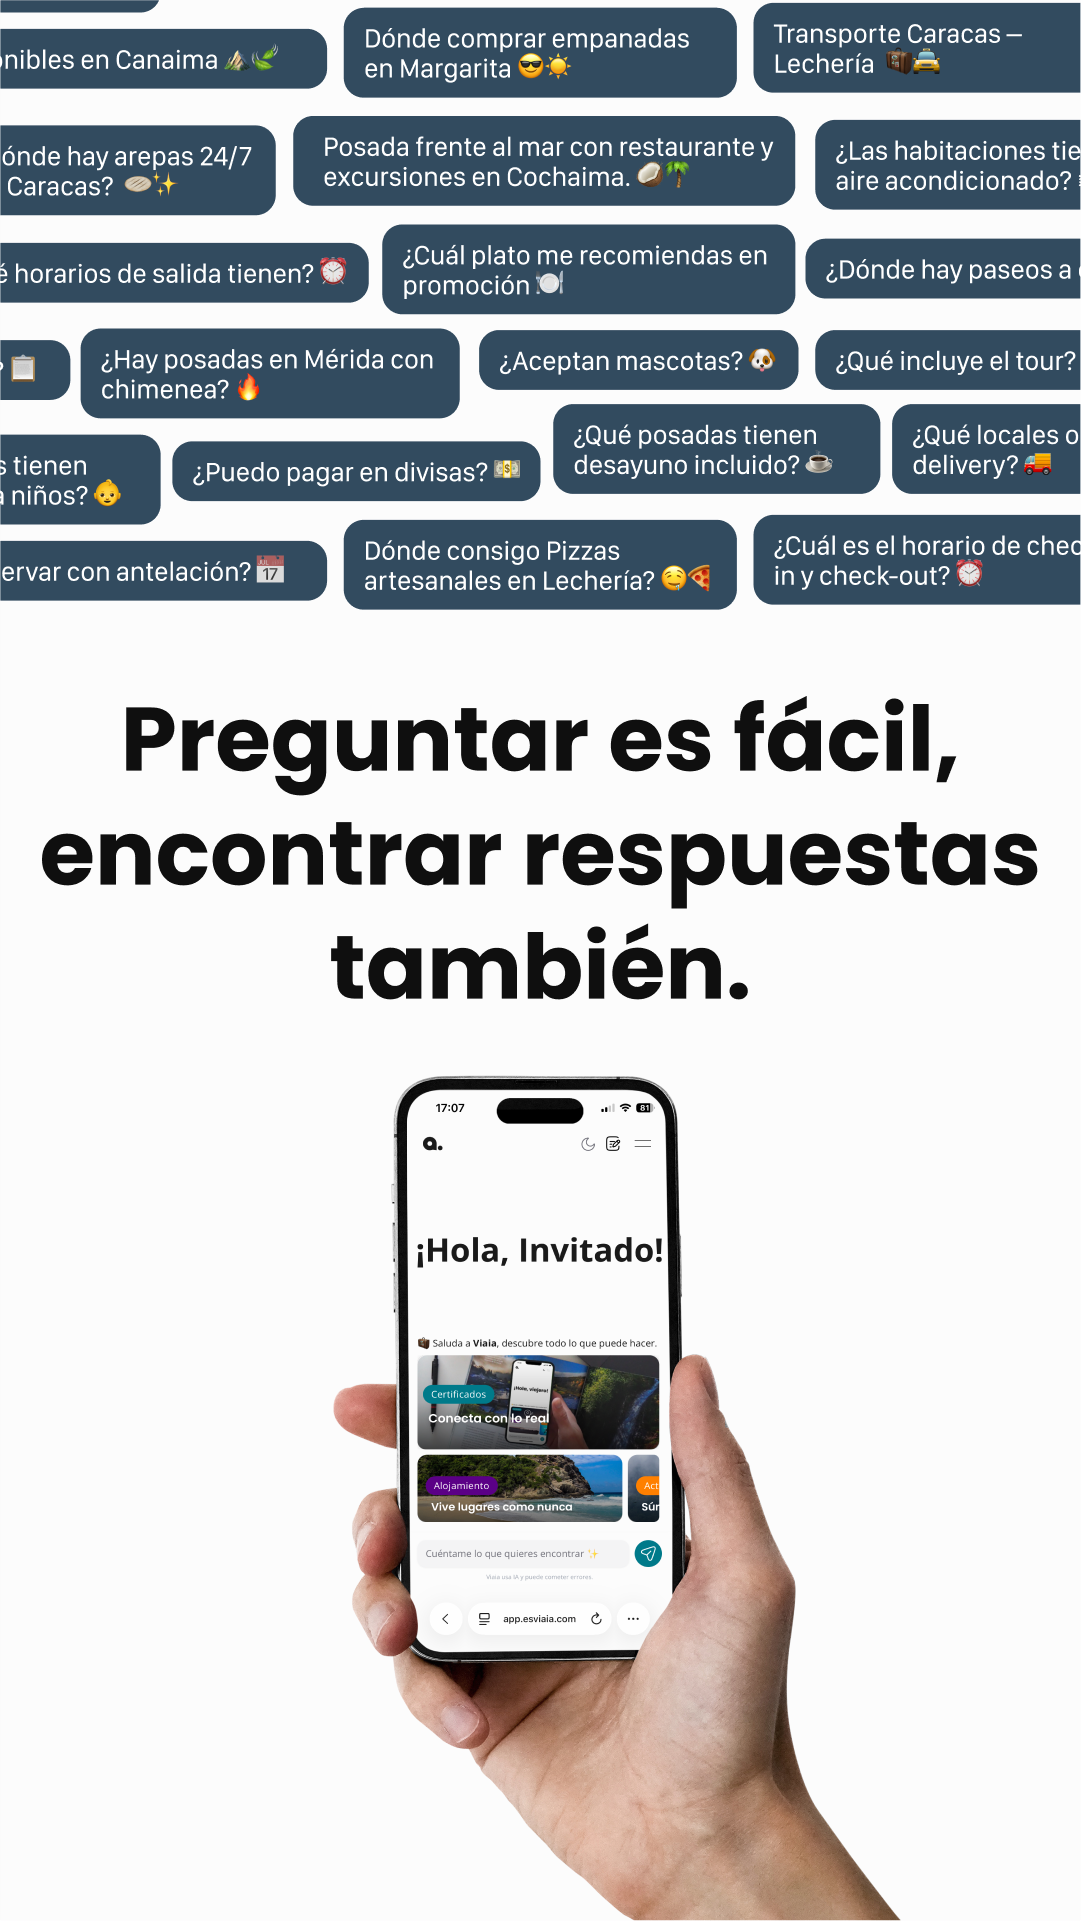 nibles en Canaima
Dónde comprar empanadas
en Margarita
Transporte Caracas –
Lechería
ónde hay arepas 24/7
Caracas?
Posada frente al mar con restaurante y
excursiones en Cochaima.
¿Las habitaciones tie
aire acondicionado?
é horarios de salida tienen?
¿Cuál plato me recomiendas en
promoción
¿Dónde hay paseos a
?
¿Hay posadas en Mérida con
chimenea?
¿Aceptan mascotas?
¿Qué incluye el tour?
s tienen
a niños?
¿Puedo pagar en divisas?
¿Qué posadas tienen
desayuno incluido?
¿Qué locales o
delivery?
ervar con antelación?
Dónde consigo Pizzas
artesanales en Lechería?
¿Cuál es el horario de chec
in y check-out?
Preguntar es fácil,
encontrar respuestas
también.
17:07
81
a.
¡Hola, Invitado!
Saluda a Viaia, descubre todo lo que puede hacer.
¡Hola, viajero!
Certificados
Conecta con lo real
Alojamiento
Vive lugares como nunca
Act
Súr
Cuéntame lo que quieres encontrar
Viaia usa IA y puede cometer errores.
app.esviaia.com